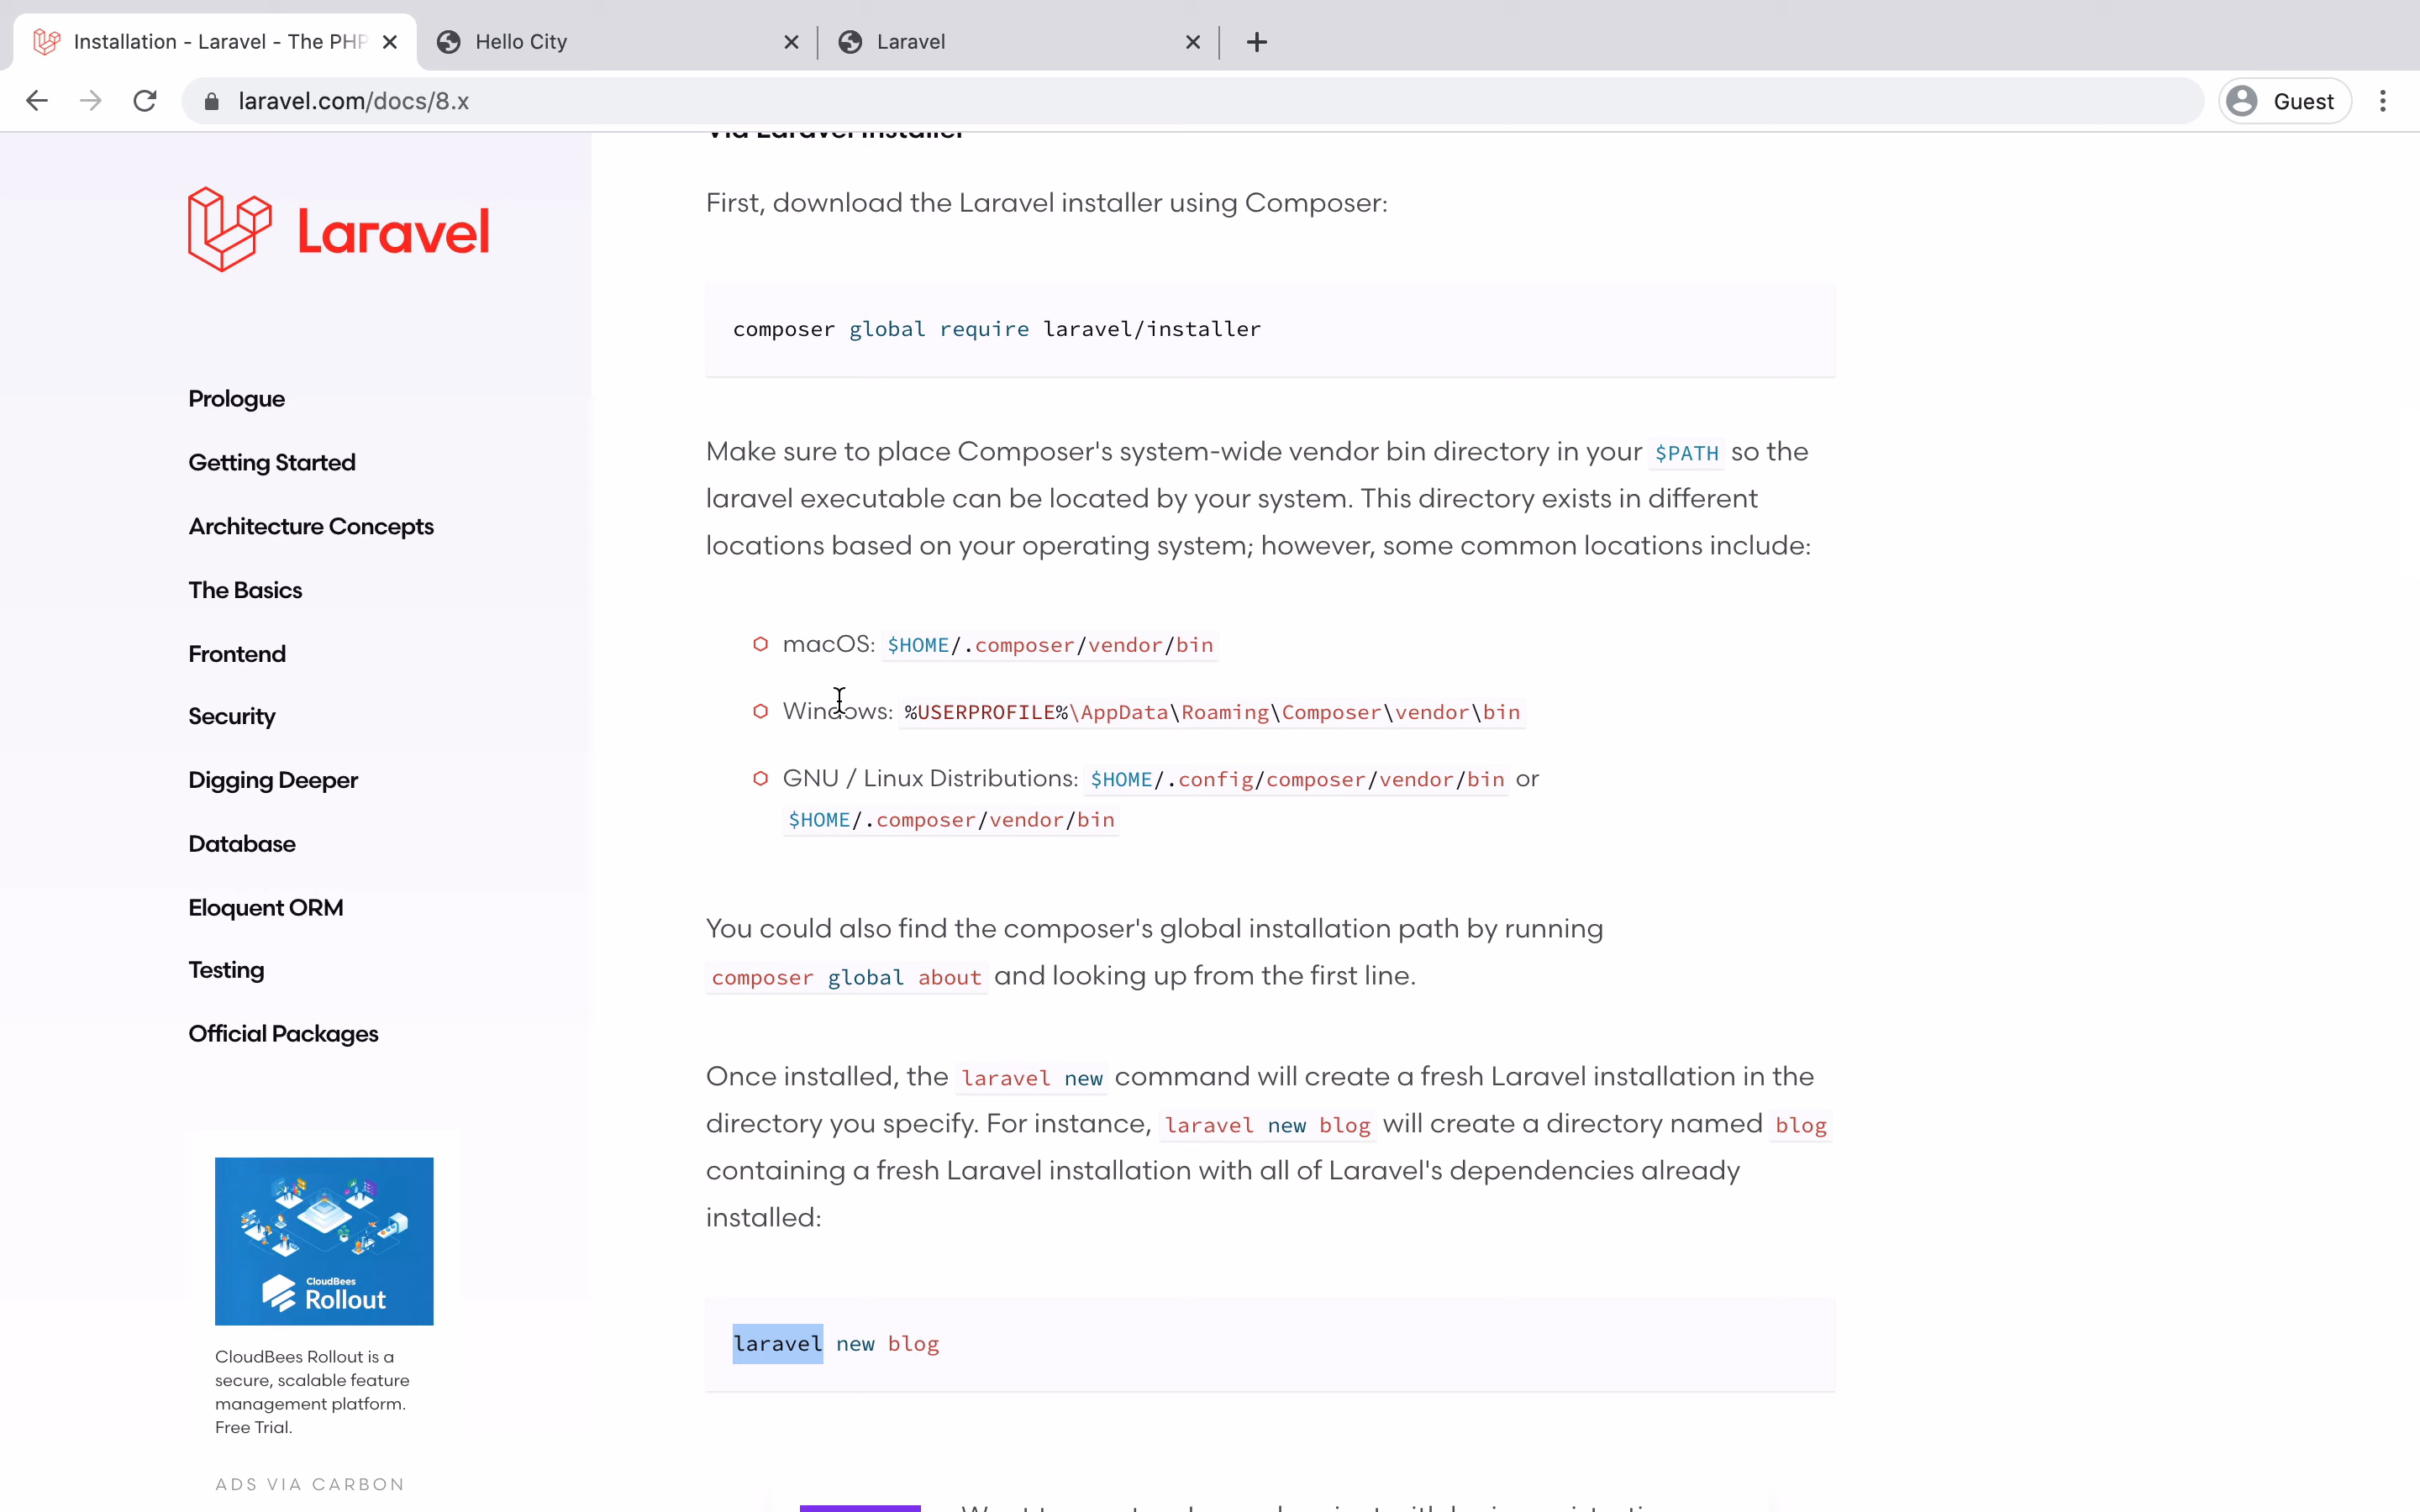 Installation - Laravel - The PHP
Hello City
Laravel
laravel.com/docs/8.x
Guest
Laravel
Prologue
Getting Started
Architecture Concepts
The Basics
Frontend
Security
Digging Deeper
Database
Eloquent ORM
Testing
Official Packages
CloudBees
Rollout
CloudBees Rollout is a
secure, scalable feature
management platform.
Free Trial.
ADS VIA CARBON
Via Laravel Installer
First, download the Laravel installer using Composer:
composer global require laravel/installer
Make sure to place Composer's system-wide vendor bin directory in your $PATH so the
laravel executable can be located by your system. This directory exists in different
locations based on your operating system; however, some common locations include:
macOS: $HOME/.composer/vendor/bin
Windows: %USERPROFILE%\AppData\Roaming\Composer\vendor\bin
GNU / Linux Distributions: $HOME/.config/composer/vendor/bin or
$HOME/.composer/vendor/bin
You could also find the composer's global installation path by running
composer global about and looking up from the first line.
Once installed, the laravel new command will create a fresh Laravel installation in the
directory you specify. For instance, laravel new blog will create a directory named blog
containing a fresh Laravel installation with all of Laravel's dependencies already
installed:
laravel new blog